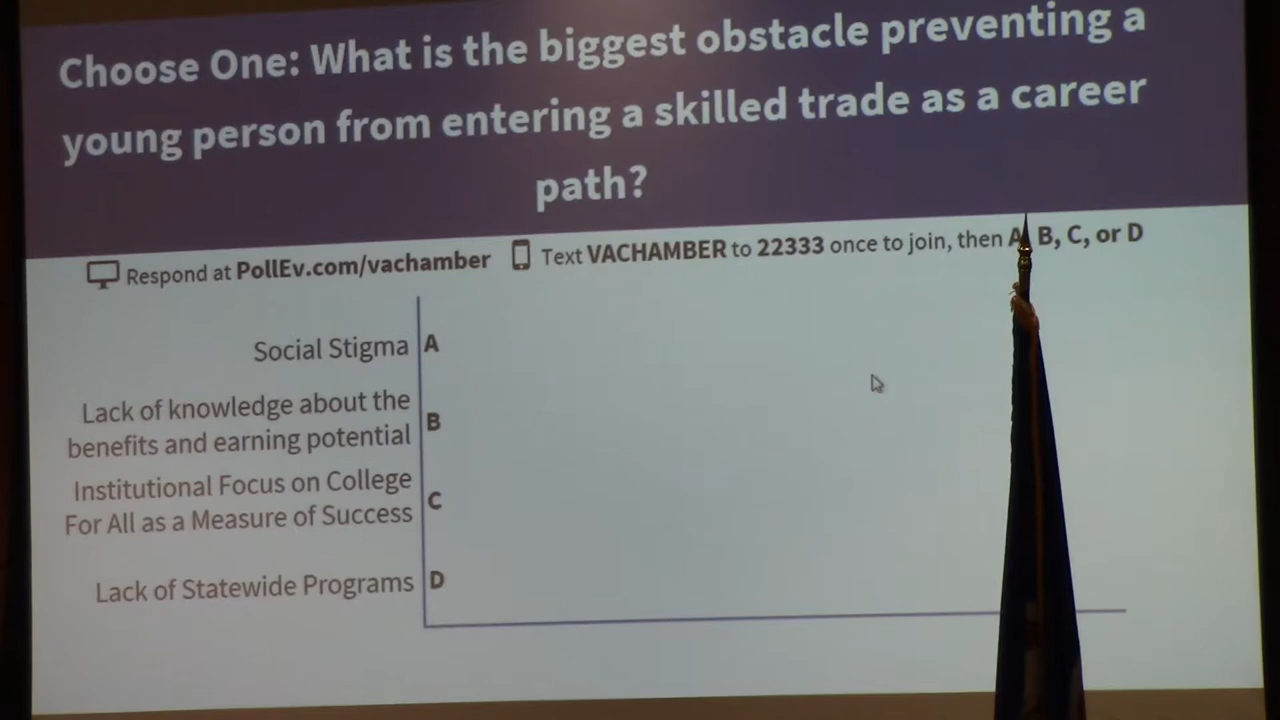 Choose One: What is the biggest obstacle preventing a
young person from entering a skilled trade as a career
path?
Respond at PollEv.com/vachamber Text VACHAMBER to 22333 once to join, then A, B, C, or D
Social Stigma A
Lack of knowledge about the
benefits and earning potential B
Institutional Focus on College
For All as a Measure of Success C
Lack of Statewide Programs D